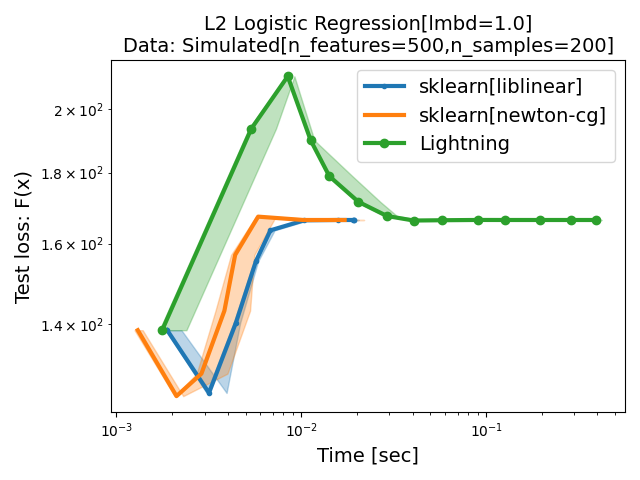 L2 Logistic Regression[lmbd=1.0]
Data: Simulated[n_features=500,n_samples=200]
sklearn[liblinear]
sklearn[newton-cg]
Lightning
Test loss: F(x)
2 × 10²
1.8 × 10²
1.6 × 10²
1.4 × 10²
10⁻³
10⁻²
10⁻¹
Time [sec]